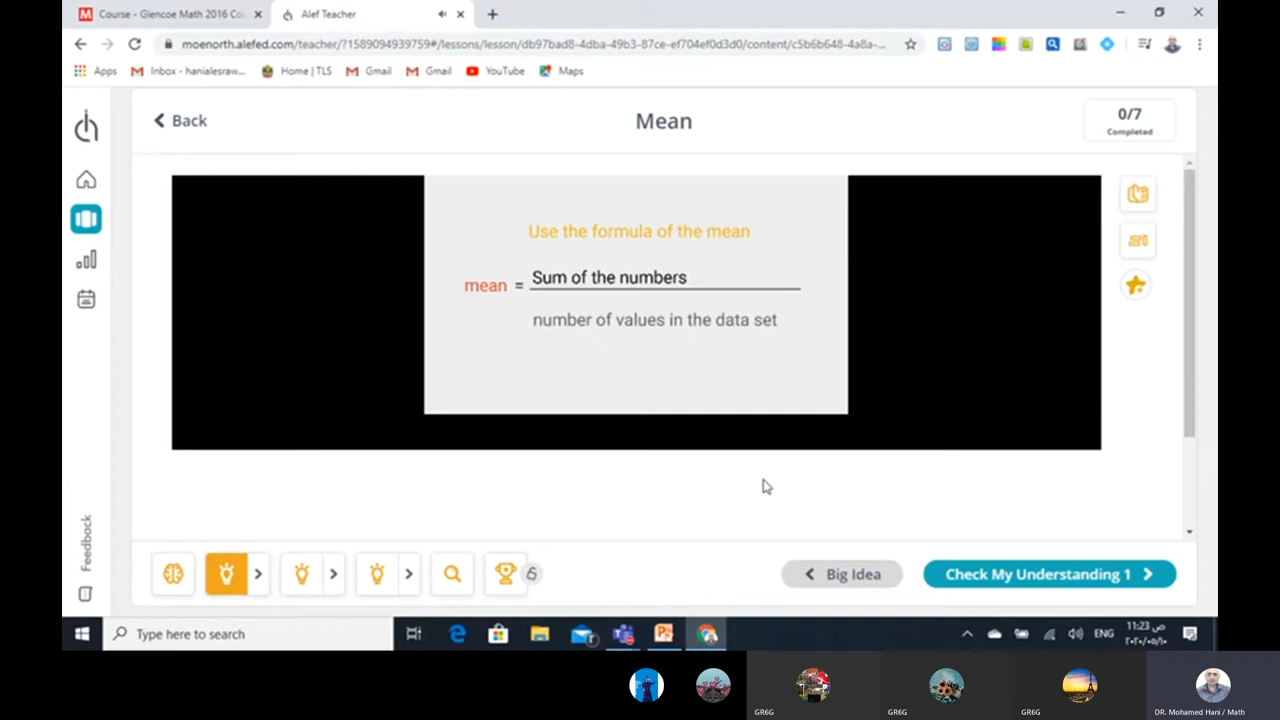 Course - Glencoe Math 2016 Co
Alef Teacher
moenorth.alefed.com/teacher/?1589094939759#/lessons/lesson/db97bad8-4dba-49b3-87ce-ef704ef0d3d0/content/c5b6b648-4a8a-...
Apps
Inbox - hanialesraw...
Home | TLS
Gmail
Gmail
YouTube
Maps
Back
Mean
0/7
Completed
Use the formula of the mean
Sum of the numbers
mean =
number of values in the data set
Feedback
6
Big Idea
Check My Understanding 1
Type here to search
ENG
11:23 ص
٢٠٢٠/٠٥/١٠
GR6G
GR6G
GR6G
DR. Mohamed Hani / Math